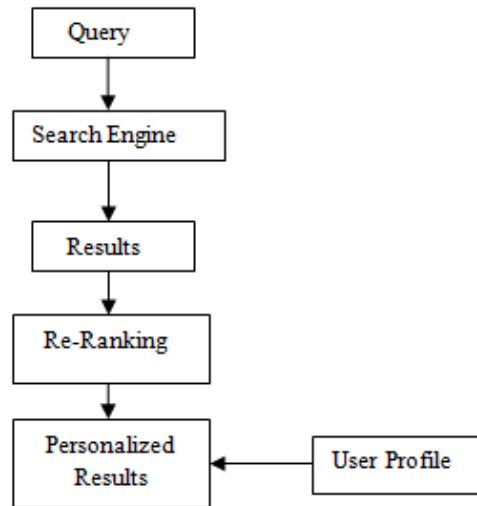 Query
Search Engine
Results
Re-Ranking
Personalized
Results
User Profile